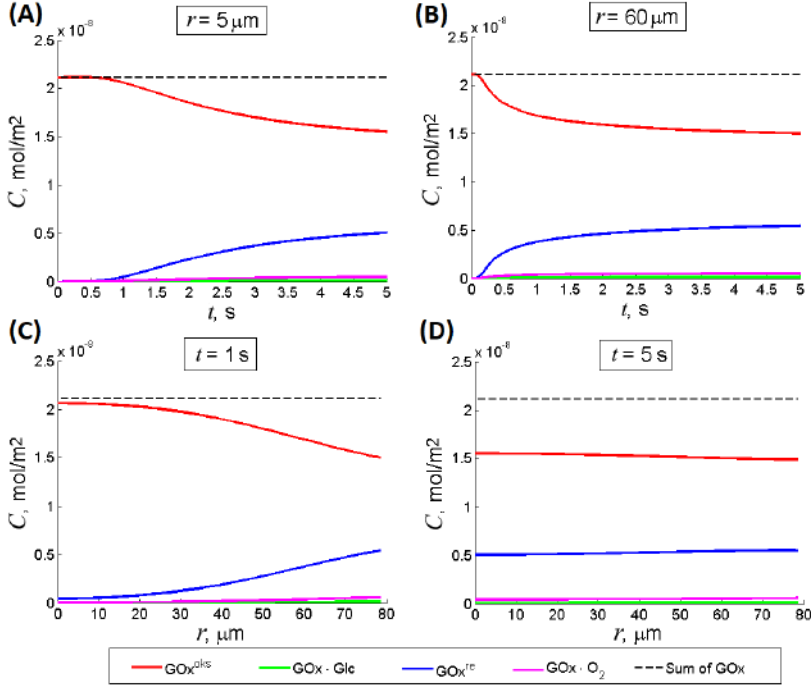 (A)
r = 5 μm
× 10⁻⁸
2.5
2
1.5
1
0.5
0
C, mol/m2
0 0.5 1 1.5 2 2.5 3 3.5 4 4.5 5
t, s
(B)
r = 60 μm
× 10⁻⁸
2.5
2
1.5
1
0.5
0
C, mol/m2
0 0.5 1 1.5 2 2.5 3 3.5 4 4.5 5
t, s
(C)
t = 1 s
2.5
2
1.5
1
0.5
0
C, mol/m2
0 10 20 30 40 50 60 70 80
r, μm
(D)
t = 5 s
× 10⁻⁸
2.5
2
1.5
1
0.5
0
C, mol/m2
0 10 20 30 40 50 60 70 80
r, μm
GOx^oks GOx - Glc GOx^re GOx · O₂ Sum of GOx